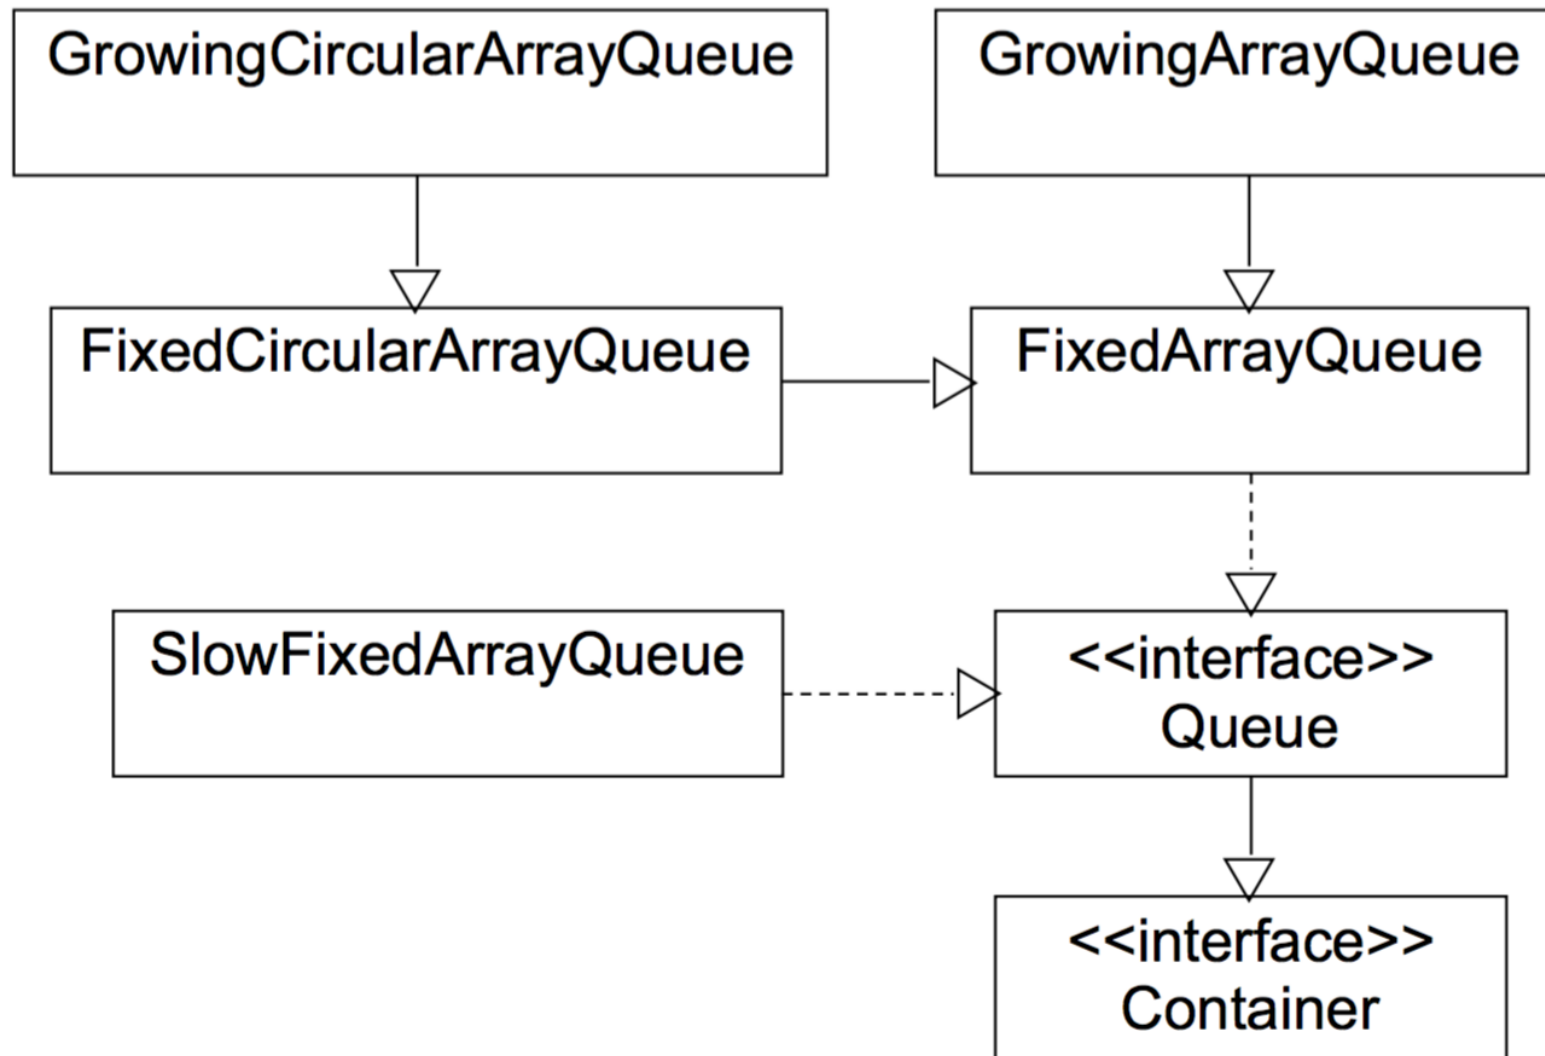 GrowingCircularArrayQueue
GrowingArrayQueue
FixedCircularArrayQueue
FixedArrayQueue
SlowFixedArrayQueue
<<interface>>
Queue
<<interface>>
Container